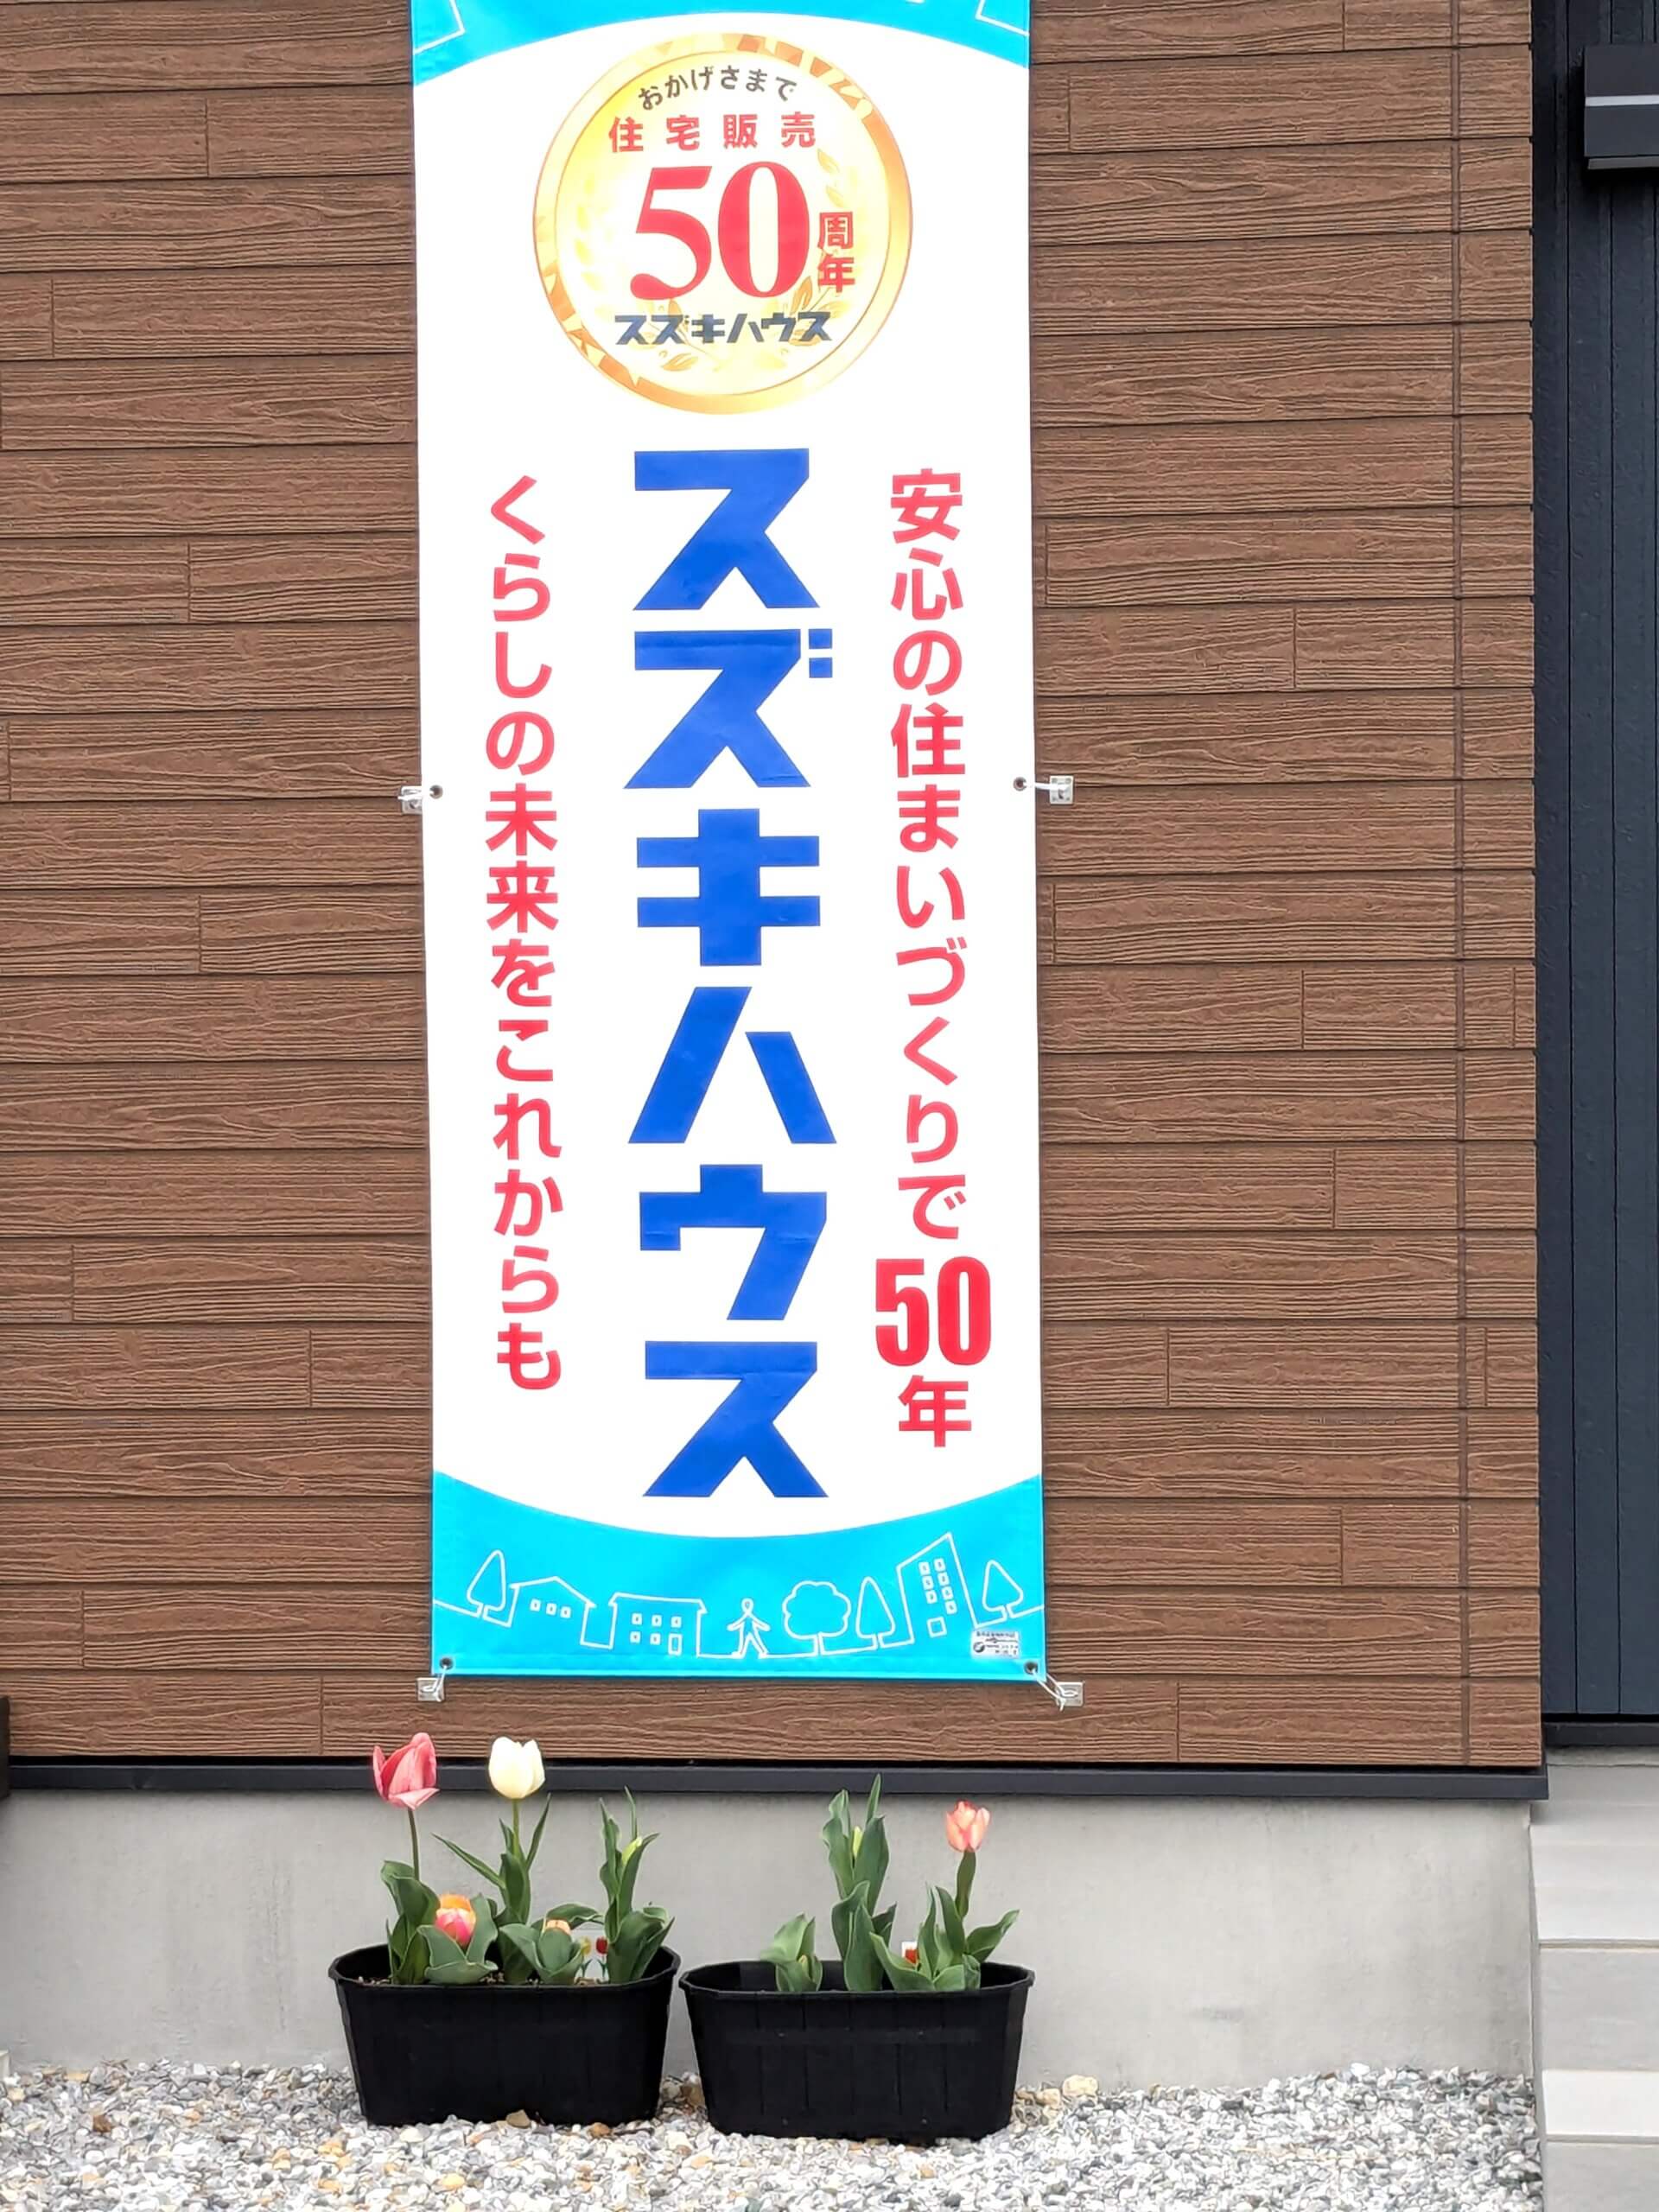 おかげさまで
住宅販売
50周年
スズキハウス
安心の住まいづくりで50年
スズキハウス
くらしの未来をこれからも